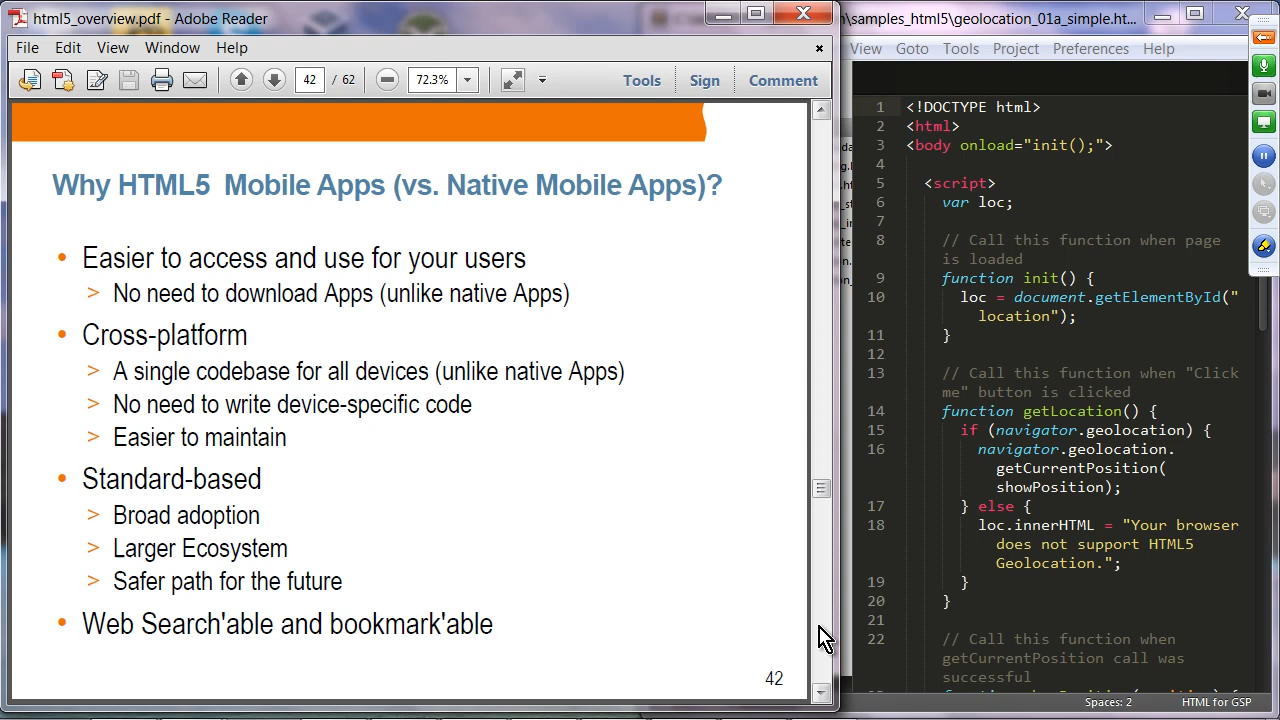 html5_overview.pdf - Adobe Reader
File Edit View Window Help
42 / 62 72.3% Tools Sign Comment
Why HTML5 Mobile Apps (vs. Native Mobile Apps)?
• Easier to access and use for your users
> No need to download Apps (unlike native Apps)
• Cross-platform
> A single codebase for all devices (unlike native Apps)
> No need to write device-specific code
> Easier to maintain
• Standard-based
> Broad adoption
> Larger Ecosystem
> Safer path for the future
• Web Search'able and bookmark'able
42
\samples_html5\geolocation_01a_simple.ht...
View Goto Tools Project Preferences Help
1 <!DOCTYPE html>
2 <html>
3 <body onload="init();">
4
5 <script>
6 var loc;
7
8 // Call this function when page
is loaded
9 function init() {
10 loc = document.getElementById("
location");
11 }
12
13 // Call this function when "Click
me" button is clicked
14 function getLocation() {
15 if (navigator.geolocation) {
16 navigator.geolocation.
getCurrentPosition(
showPosition);
17 } else {
18 loc.innerHTML = "Your browser
does not support HTML5
Geolocation.";
19 }
20 }
21
22 // Call this function when
getCurrentPosition call was
successful
Spaces: 2 HTML for GSP